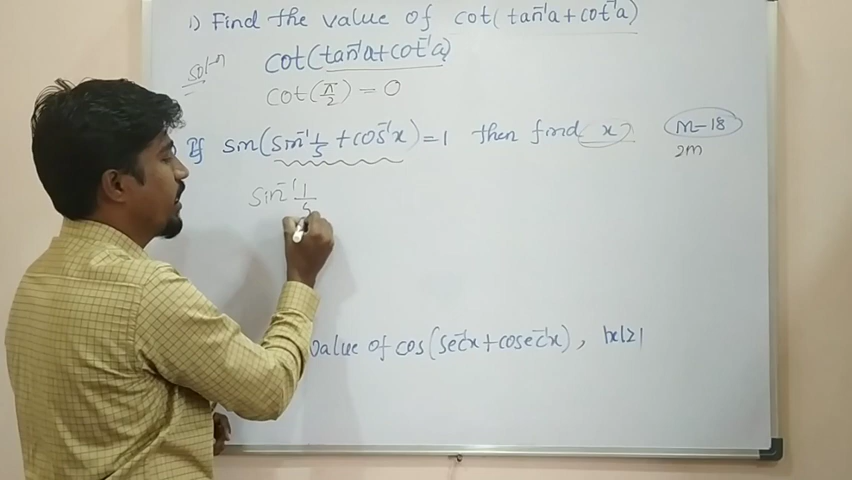 1) Find the value of cot(tan⁻¹a+cot⁻¹a)
Sol-n
cot(tan⁻¹a+cot⁻¹a)
cot(π/2) = 0
If sin(sin⁻¹ 1/5 + cos⁻¹x) = 1 then find x?
M-18
2M
sin⁻¹ 1/5
value of cos(sec⁻¹x+cosec⁻¹x), |x|≥1